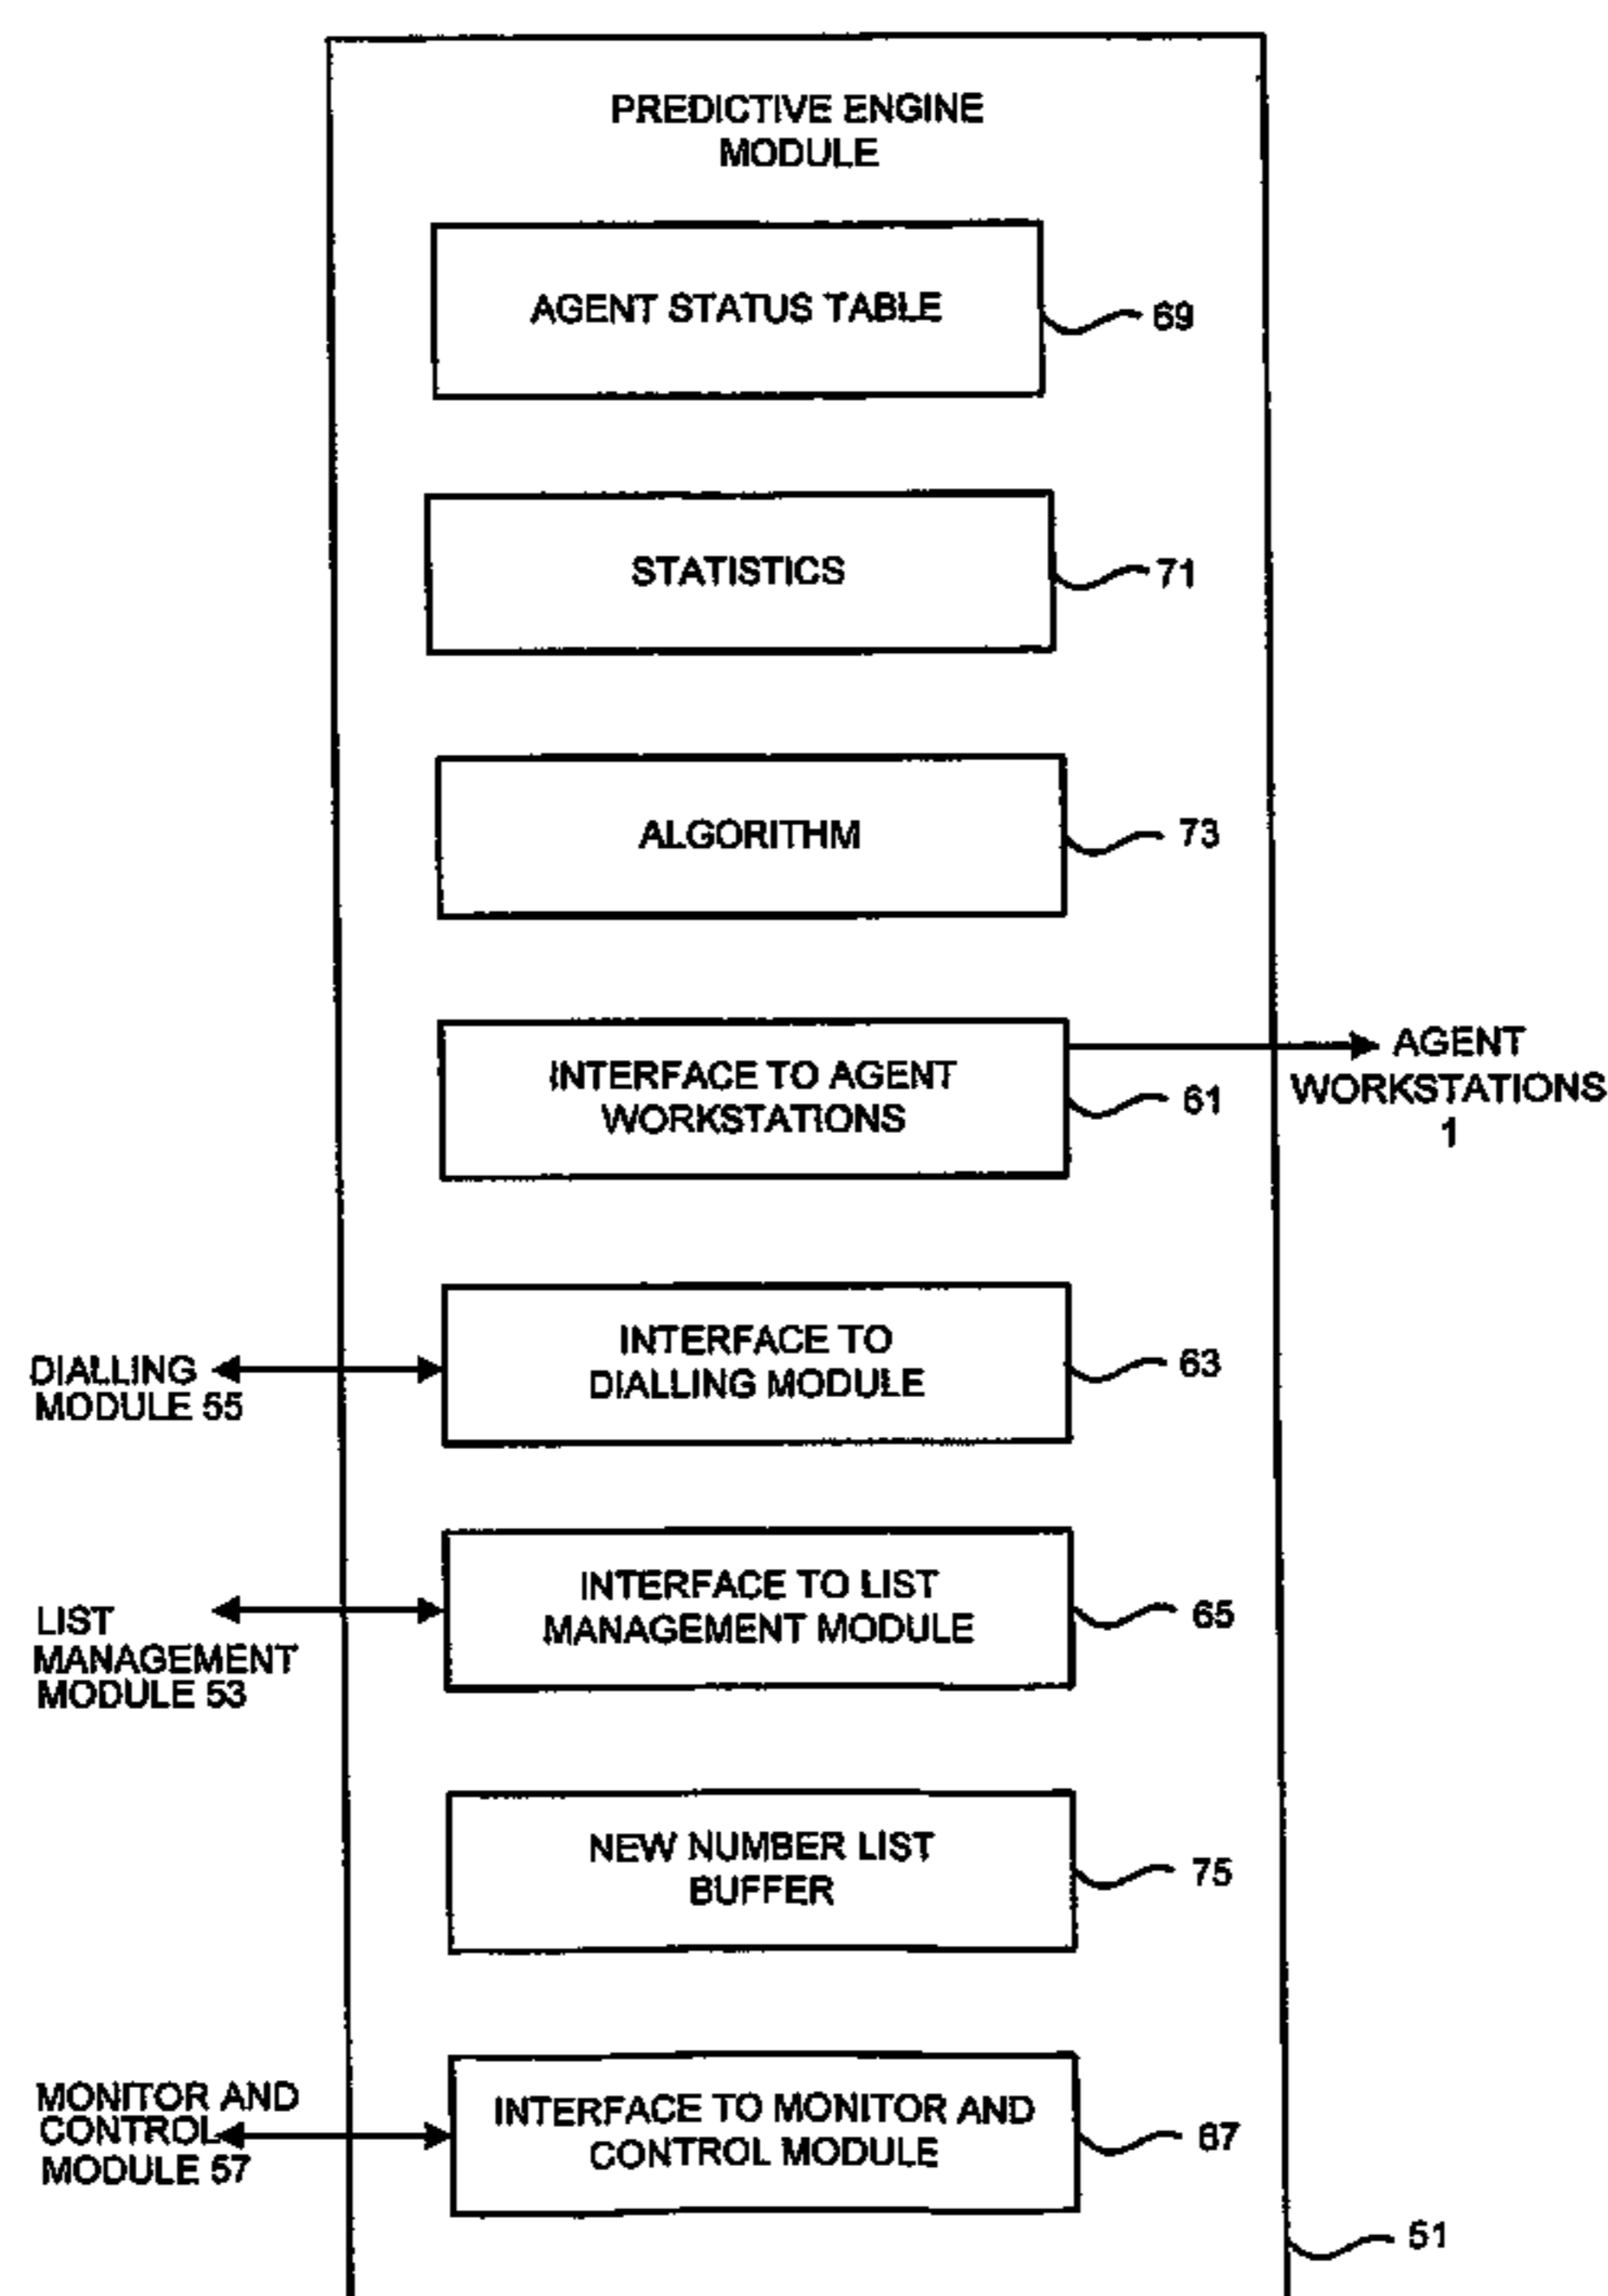 PREDICTIVE ENGINE
MODULE
AGENT STATUS TABLE
69
STATISTICS
71
ALGORITHM
73
INTERFACE TO AGENT
WORKSTATIONS
61
AGENT
WORKSTATIONS
1
INTERFACE TO
DIALLING MODULE
63
DIALLING
MODULE 55
INTERFACE TO LIST
MANAGEMENT MODULE
65
LIST
MANAGEMENT
MODULE 53
NEW NUMBER LIST
BUFFER
75
MONITOR AND
CONTROL
MODULE 57
INTERFACE TO MONITOR AND
CONTROL MODULE
67
51